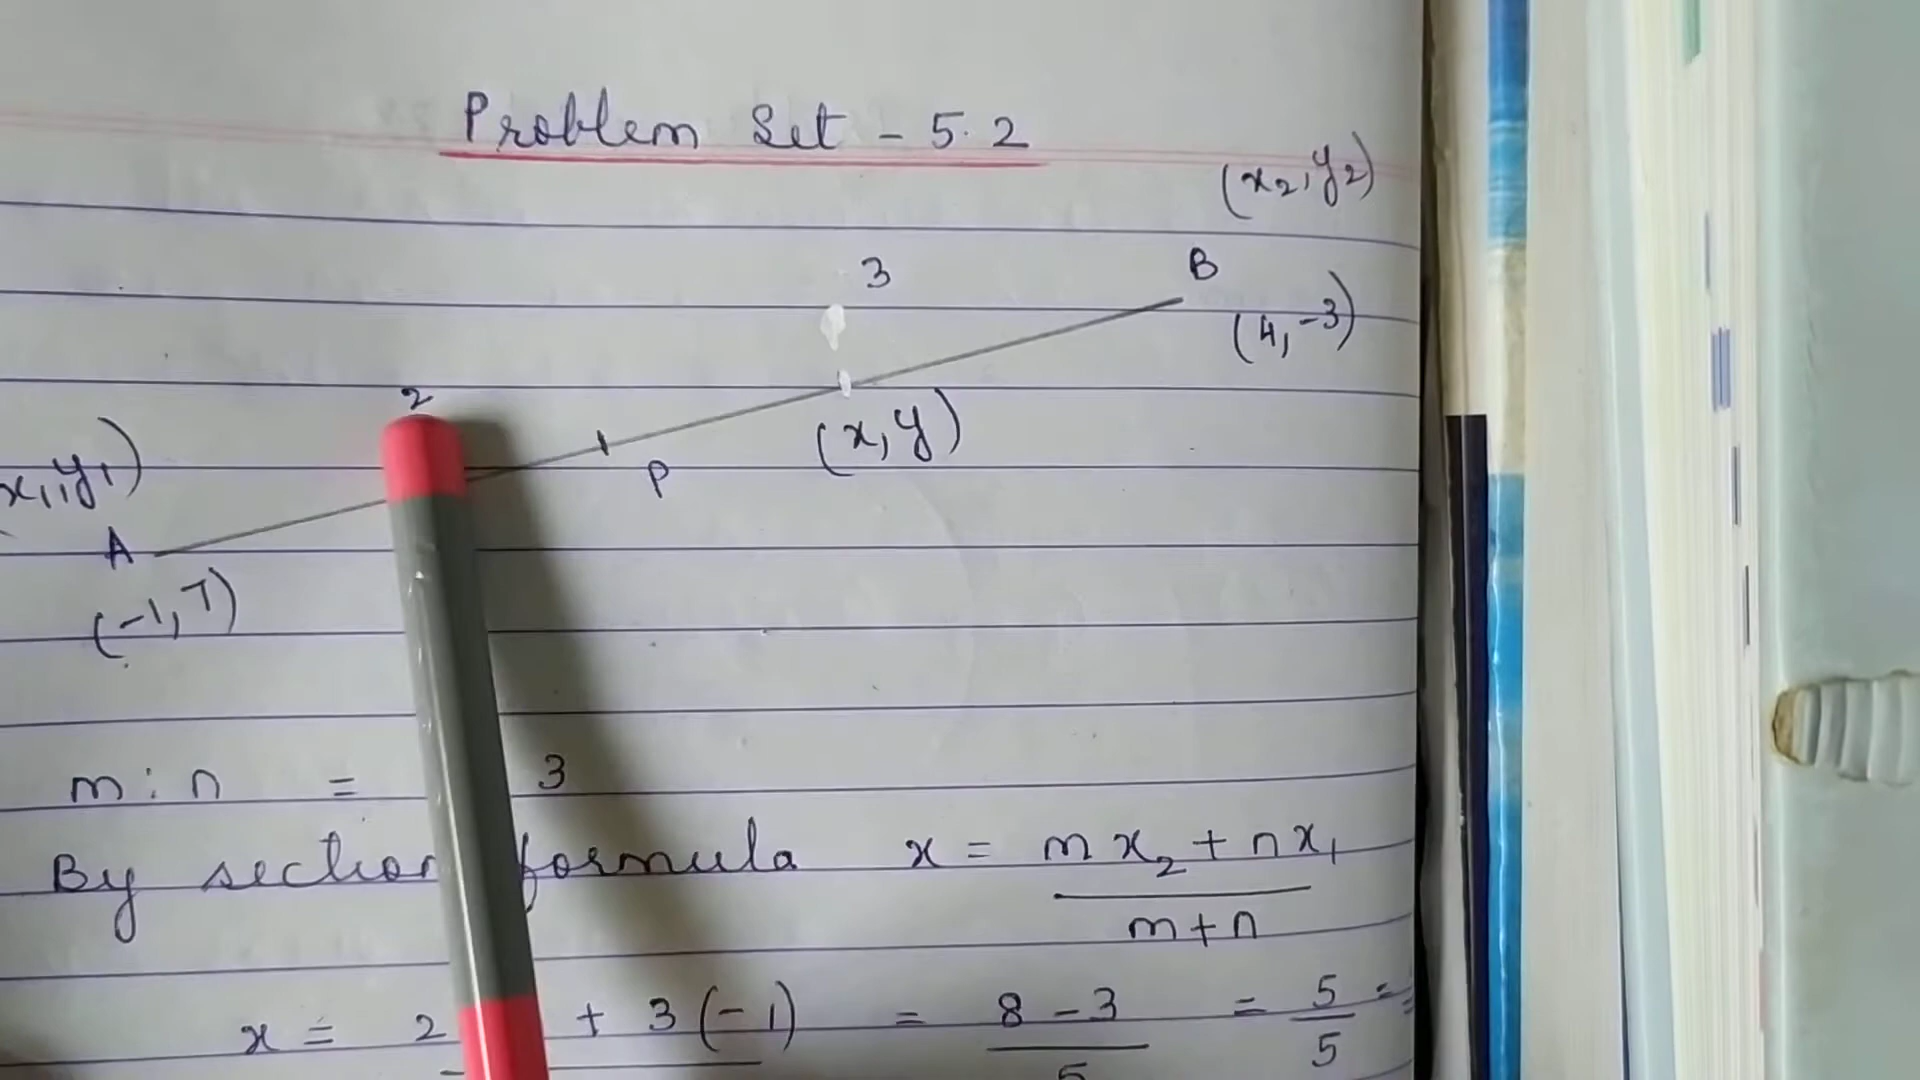 Problem Set - 5.2
(x2, y2)
3
B
(4, -3)
2
(x, y)
P
x1, y1)
A
(-1, 7)
m : n = 3
By section formula x = mx2 + nx1
m+n
x = 2 + 3(-1) = 8 - 3 = 5 =
5 5